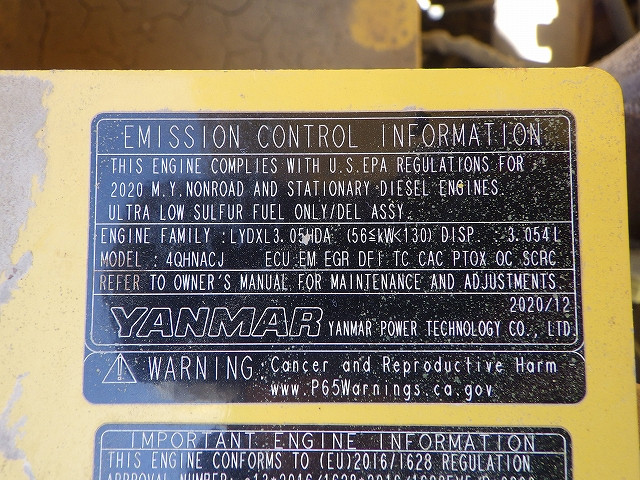 EMISSION CONTROL INFORMATION
THIS ENGINE COMPLIES WITH U.S.EPA REGULATIONS FOR
2020 M.Y.NONROAD AND STATIONARY DIESEL ENGINES.
ULTRA LOW SULFUR FUEL ONLY/DEL ASSY.
ENGINE FAMILY : LYDXL3.05HDA (56≦kW<130) DISP. : 3.054L
MODEL : 4QHNACJ ECU EM EGR DFI TC CAC PTOX OC SCRC
REFER TO OWNER'S MANUAL FOR MAINTENANCE AND ADJUSTMENTS.
2020/12
YANMAR YANMAR POWER TECHNOLOGY CO., LTD.
WARNING Cancer and Reproductive Harm
www.P65Warnings.ca.gov
IMPORTANT ENGINE INFORMATION
THIS ENGINE CONFORMS TO (EU)2016/1628 REGULATION.
APPROVAL NUMBER: